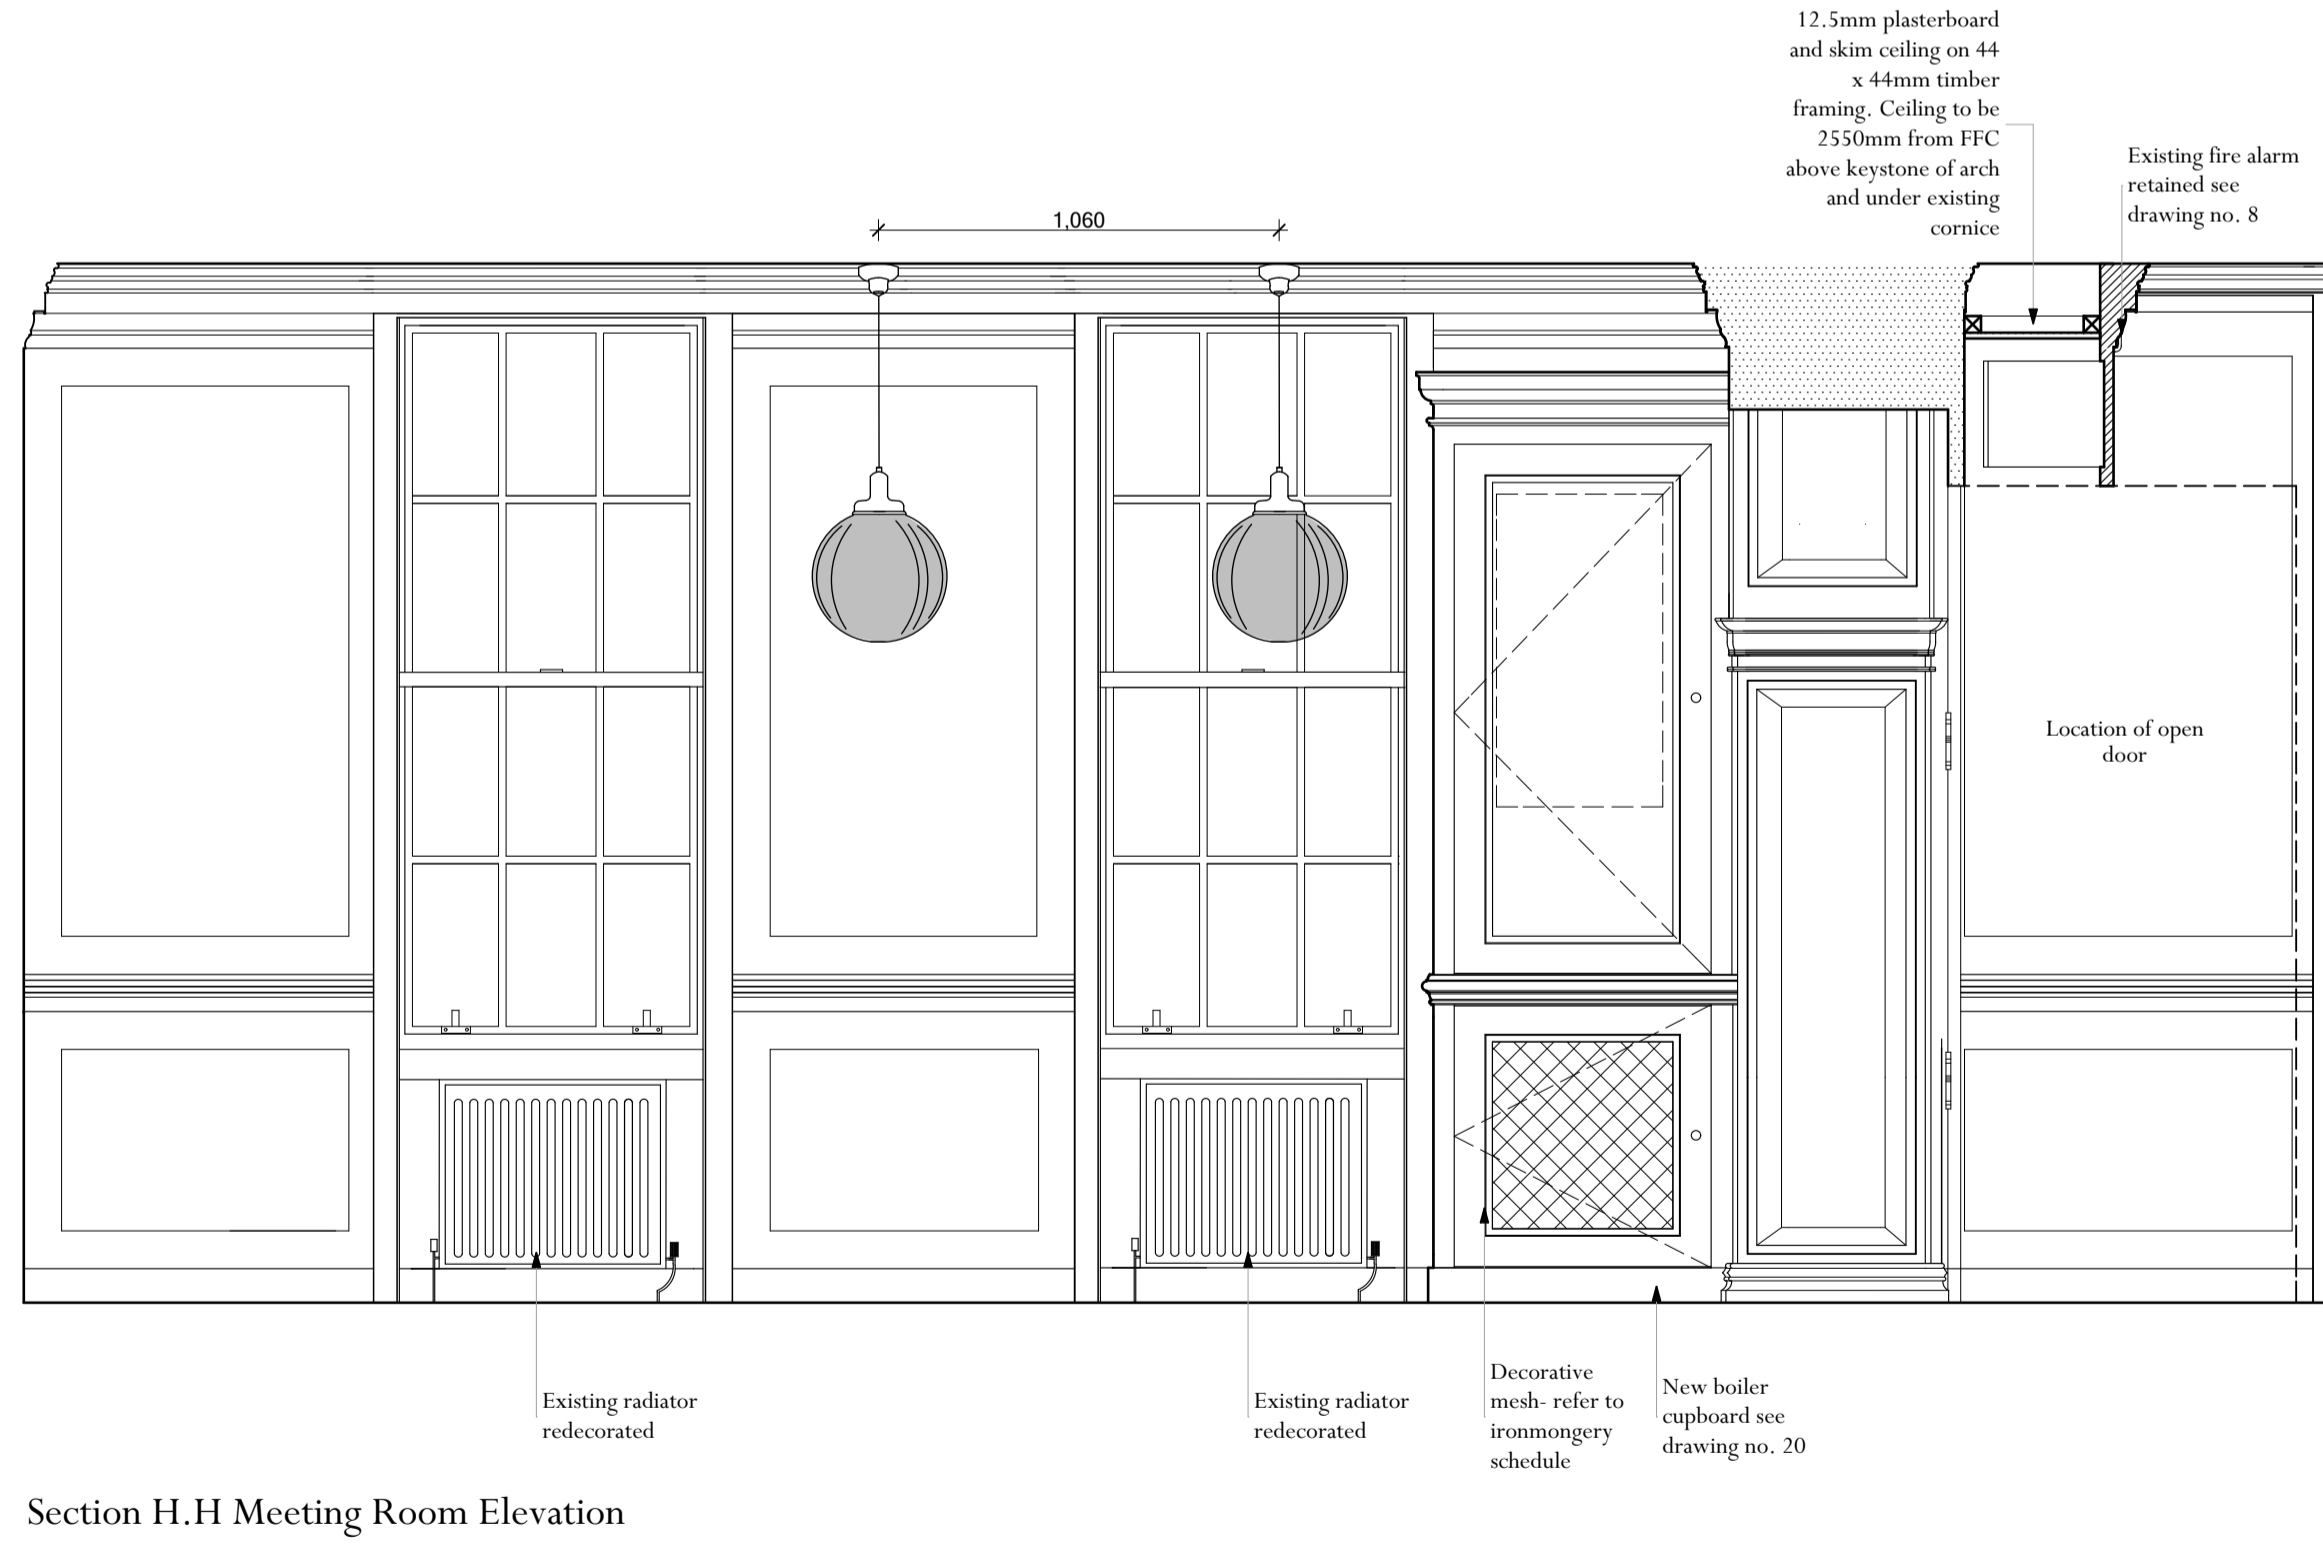 12.5mm plasterboard
and skim ceiling on 44
x 44mm timber
framing. Ceiling to be
2550mm from FFC
above keystone of arch
and under existing
cornice
Existing fire alarm
retained see
drawing no. 8
1,060
Location of open
door
Existing radiator
redecorated
Existing radiator
redecorated
Decorative
mesh- refer to
ironmongery
schedule
New boiler
cupboard see
drawing no. 20
Section H.H Meeting Room Elevation